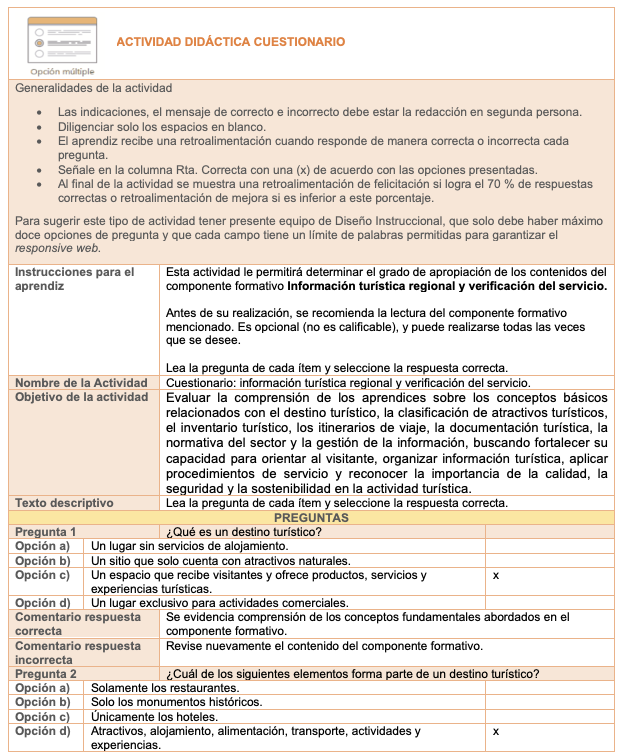 ACTIVIDAD DIDÁCTICA CUESTIONARIO
Opción múltiple
Generalidades de la actividad
• Las indicaciones, el mensaje de correcto e incorrecto debe estar la redacción en segunda persona.
• Diligenciar solo los espacios en blanco.
• El aprendiz recibe una retroalimentación cuando responde de manera correcta o incorrecta cada
pregunta.
• Señale en la columna Rta. Correcta con una (x) de acuerdo con las opciones presentadas.
• Al final de la actividad se muestra una retroalimentación de felicitación si logra el 70 % de respuestas
correctas o retroalimentación de mejora si es inferior a este porcentaje.
Para sugerir este tipo de actividad tener presente equipo de Diseño Instruccional, que solo debe haber máximo
doce opciones de pregunta y que cada campo tiene un límite de palabras permitidas para garantizar el
responsive web.
Instrucciones para el
aprendiz
Esta actividad le permitirá determinar el grado de apropiación de los contenidos del
componente formativo Información turística regional y verificación del servicio.
Antes de su realización, se recomienda la lectura del componente formativo
mencionado. Es opcional (no es calificable), y puede realizarse todas las veces
que se desee.
Lea la pregunta de cada ítem y seleccione la respuesta correcta.
Nombre de la Actividad
Cuestionario: información turística regional y verificación del servicio.
Objetivo de la actividad
Evaluar la comprensión de los aprendices sobre los conceptos básicos
relacionados con el destino turístico, la clasificación de atractivos turísticos,
el inventario turístico, los itinerarios de viaje, la documentación turística, la
normativa del sector y la gestión de la información, buscando fortalecer su
capacidad para orientar al visitante, organizar información turística, aplicar
procedimientos de servicio y reconocer la importancia de la calidad, la
seguridad y la sostenibilidad en la actividad turística.
Texto descriptivo
Lea la pregunta de cada ítem y seleccione la respuesta correcta.
PREGUNTAS
Pregunta 1
¿Qué es un destino turístico?
Opción a)
Un lugar sin servicios de alojamiento.
Opción b)
Un sitio que solo cuenta con atractivos naturales.
Opción c)
Un espacio que recibe visitantes y ofrece productos, servicios y
experiencias turísticas.
x
Opción d)
Un lugar exclusivo para actividades comerciales.
Comentario respuesta
correcta
Se evidencia comprensión de los conceptos fundamentales abordados en el
componente formativo.
Comentario respuesta
incorrecta
Revise nuevamente el contenido del componente formativo.
Pregunta 2
¿Cuál de los siguientes elementos forma parte de un destino turístico?
Opción a)
Solamente los restaurantes.
Opción b)
Solo los monumentos históricos.
Opción c)
Únicamente los hoteles.
Opción d)
Atractivos, alojamiento, alimentación, transporte, actividades y
experiencias.
x